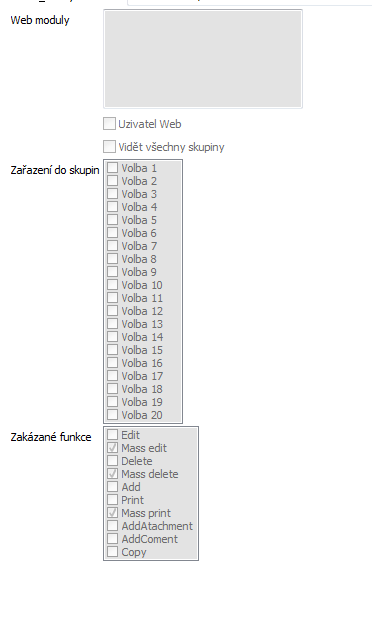 Web moduly
Uzivatel Web
Vidět všechny skupiny
Zařazení do skupin
Volba 1
Volba 2
Volba 3
Volba 4
Volba 5
Volba 6
Volba 7
Volba 8
Volba 9
Volba 10
Volba 11
Volba 12
Volba 13
Volba 14
Volba 15
Volba 16
Volba 17
Volba 18
Volba 19
Volba 20
Zakázané funkce
Edit
Mass edit
Delete
Mass delete
Add
Print
Mass print
AddAtachment
AddComent
Copy